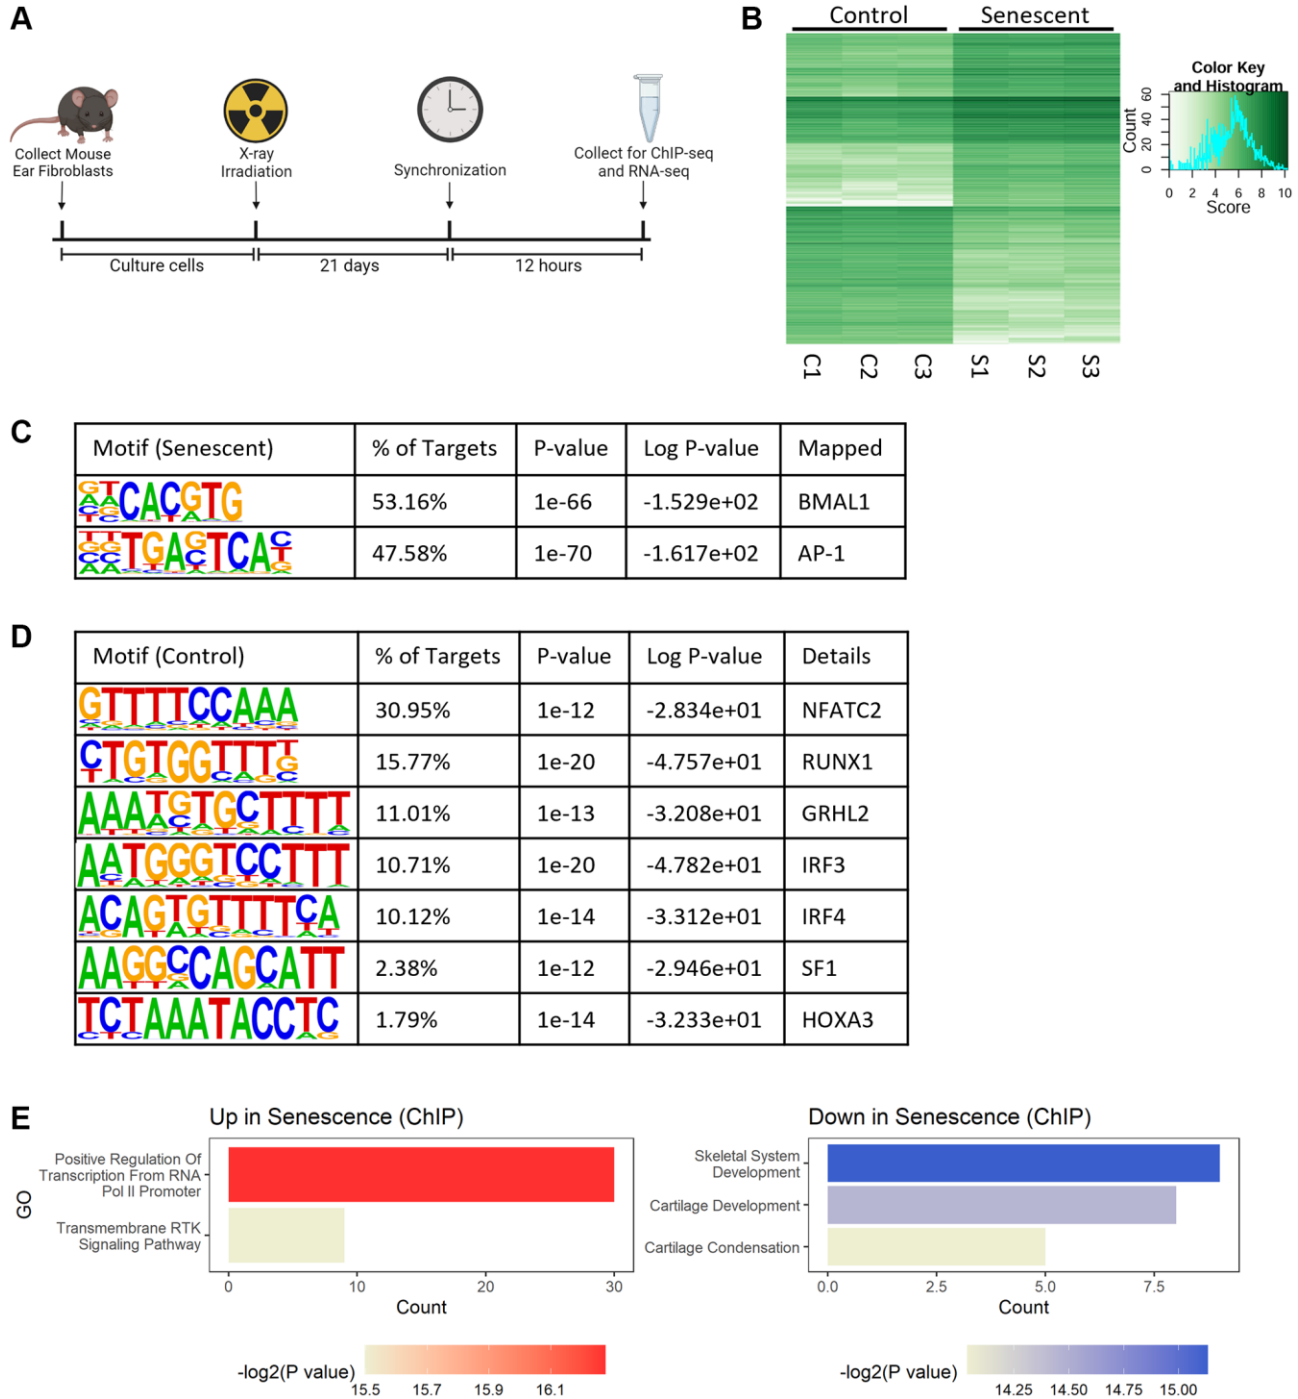 A
Collect Mouse
Ear Fibroblasts
X-ray
Irradiation
Synchronization
Collect for ChIP-seq
and RNA-seq
Culture cells
21 days
12 hours
B
Control
Senescent
C1
C2
C3
S1
S2
S3
Color Key
and Histogram
Count
60
40
20
0
0 2 4 6 8 10
Score
C
Motif (Senescent) % of Targets P-value Log P-value Mapped
CACGTG 53.16% 1e-66 -1.529e+02 BMAL1
TGAGTCA 47.58% 1e-70 -1.617e+02 AP-1
D
Motif (Control) % of Targets P-value Log P-value Details
GTTTTCCAAA 30.95% 1e-12 -2.834e+01 NFATC2
CTGTGGTTTT 15.77% 1e-20 -4.757e+01 RUNX1
AAATGTGCTTTT 11.01% 1e-13 -3.208e+01 GRHL2
AATGGGTCCTTT 10.71% 1e-20 -4.782e+01 IRF3
ACAGTGTTTTCA 10.12% 1e-14 -3.312e+01 IRF4
AAGGCCAGCATT 2.38% 1e-12 -2.946e+01 SF1
TCTAAATACCTC 1.79% 1e-14 -3.233e+01 HOXA3
E
Up in Senescence (ChIP)
GO
Positive Regulation Of
Transcription From RNA
Pol II Promoter
Transmembrane RTK
Signaling Pathway
0 10 20 30
Count
-log2(P value)
15.5 15.7 15.9 16.1
Down in Senescence (ChIP)
Skeletal System
Development
Cartilage Development
Cartilage Condensation
0.0 2.5 5.0 7.5
Count
-log2(P value)
14.25 14.50 14.75 15.00